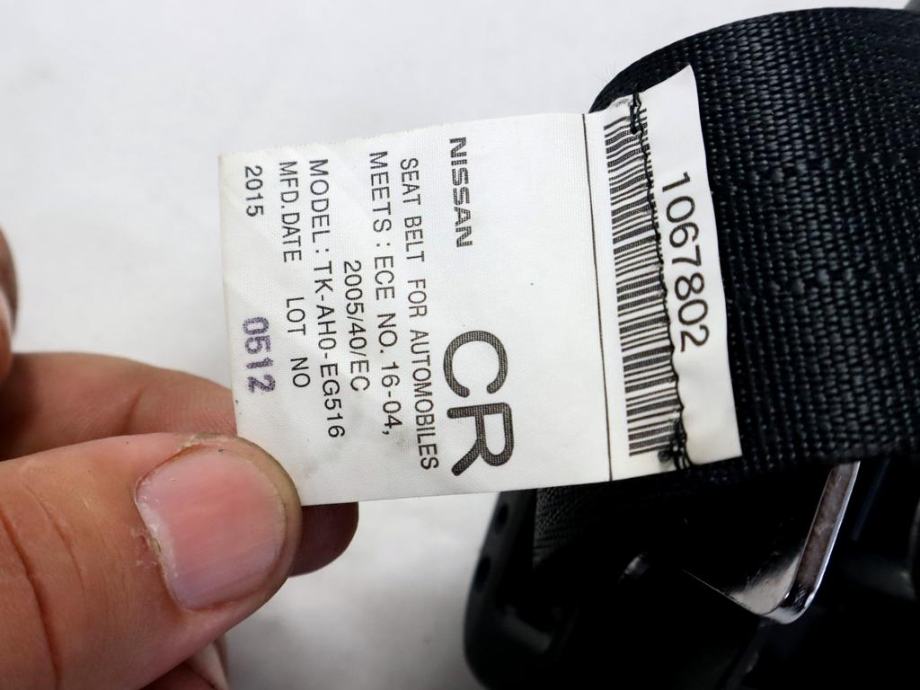 1067802
NISSAN CR
SEAT BELT FOR AUTOMOBILES
MEETS : ECE NO. 16-04,
2005/40/EC
MODEL : TK-AH0-EG516
MFD.DATE LOT NO
2015 0512